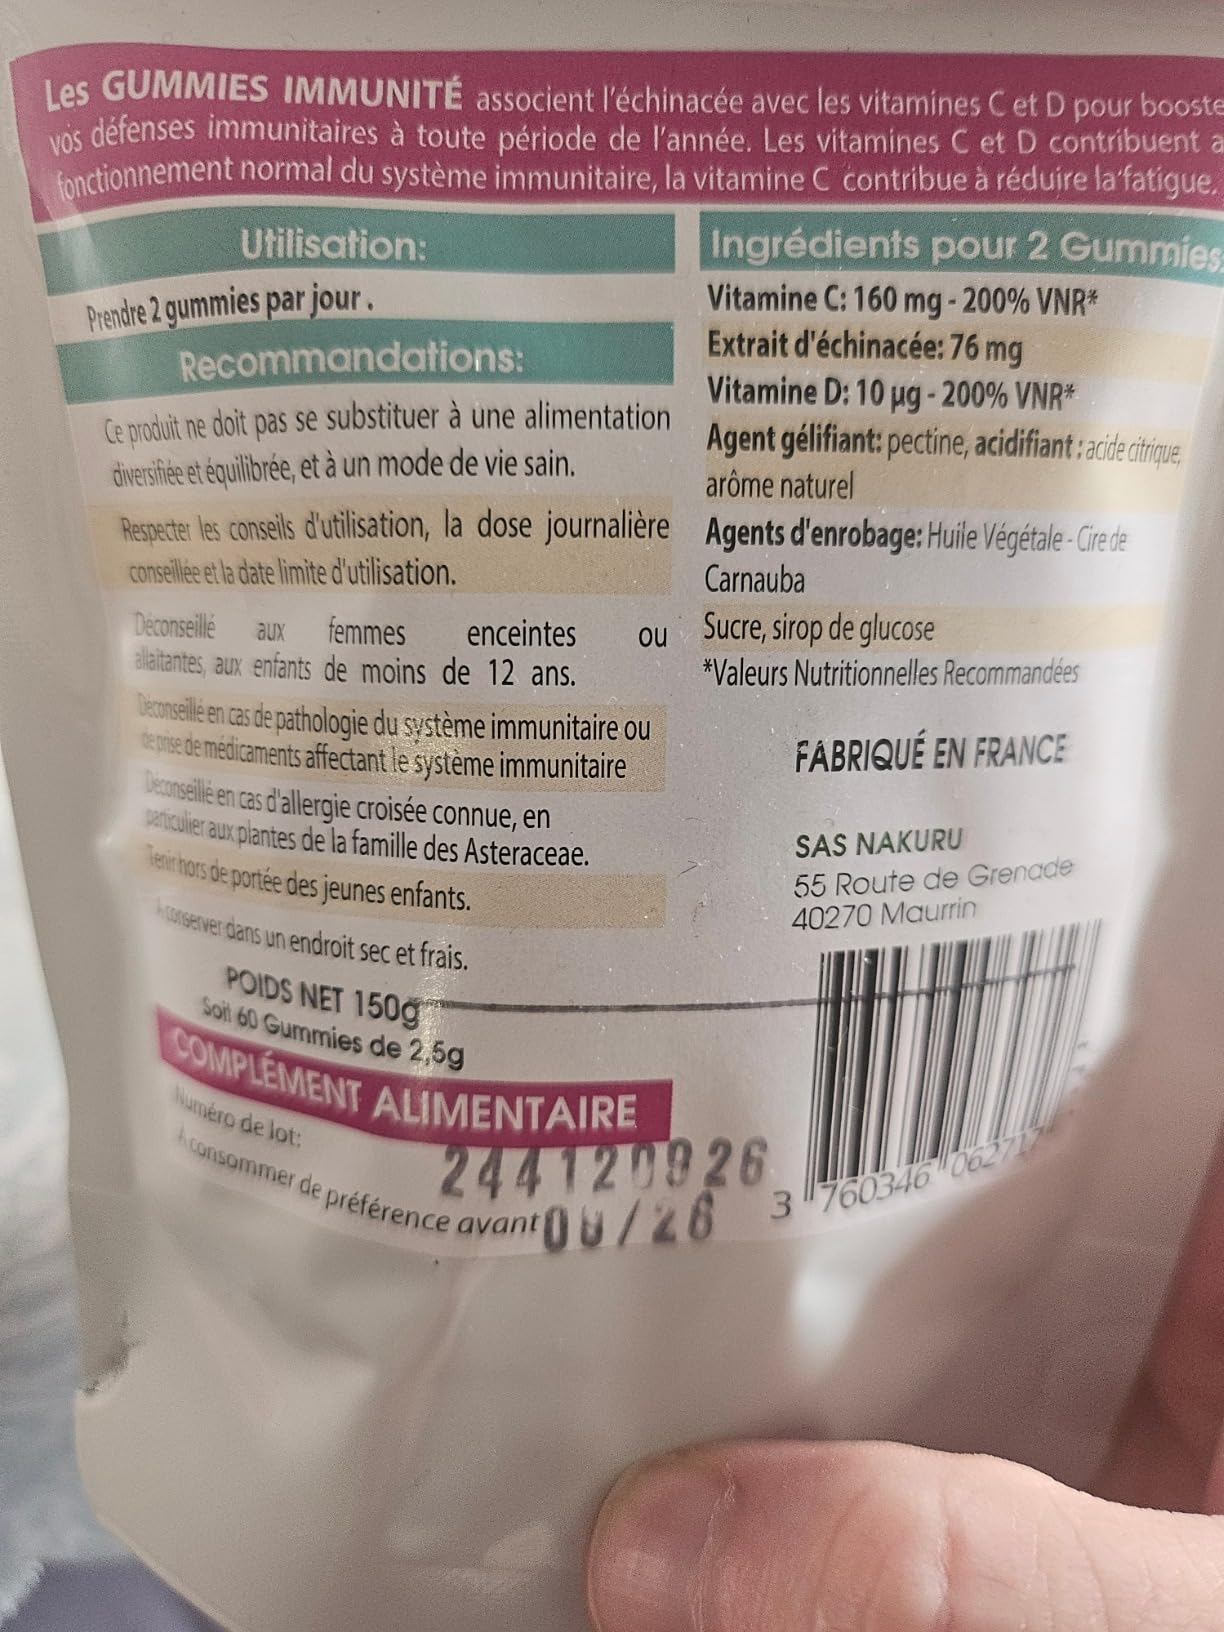 Les GUMMIES IMMUNITÉ associent l'échinacée avec les vitamines C et D pour booste
vos défenses immunitaires à toute période de l'année. Les vitamines C et D contribuent a
fonctionnement normal du système immunitaire, la vitamine C contribue à réduire la fatigue.
Utilisation:
Prendre 2 gummies par jour.
Recommandations:
Ce produit ne doit pas se substituer à une alimentation
diversifiée et équilibrée, et à un mode de vie sain.
Respecter les conseils d'utilisation, la dose journalière
conseillée et la date limite d'utilisation.
Déconseillé aux femmes enceintes ou
allaitantes, aux enfants de moins de 12 ans.
Déconseillé en cas de pathologie du système immunitaire ou
de prise de médicaments affectant le système immunitaire
Déconseillé en cas d'allergie croisée connue, en
particulier aux plantes de la famille des Asteraceae.
Tenir hors de portée des jeunes enfants.
A conserver dans un endroit sec et frais.
POIDS NET 150g
Soit 60 Gummies de 2,5g
COMPLÉMENT ALIMENTAIRE
Numéro de lot:
244120926
A consommer de préférence avant
Ingrédients pour 2 Gummies:
Vitamine C: 160 mg - 200% VNR*
Extrait d'échinacée: 76 mg
Vitamine D: 10 µg - 200% VNR*
Agent gélifiant: pectine, acidifiant : acide citrique,
arôme naturel
Agents d'enrobage: Huile Végétale - Cire de
Carnauba
Sucre, sirop de glucose
*Valeurs Nutritionnelles Recommandées
FABRIQUÉ EN FRANCE
SAS NAKURU
55 Route de Grenade
40270 Maurrin
3 760346 062717